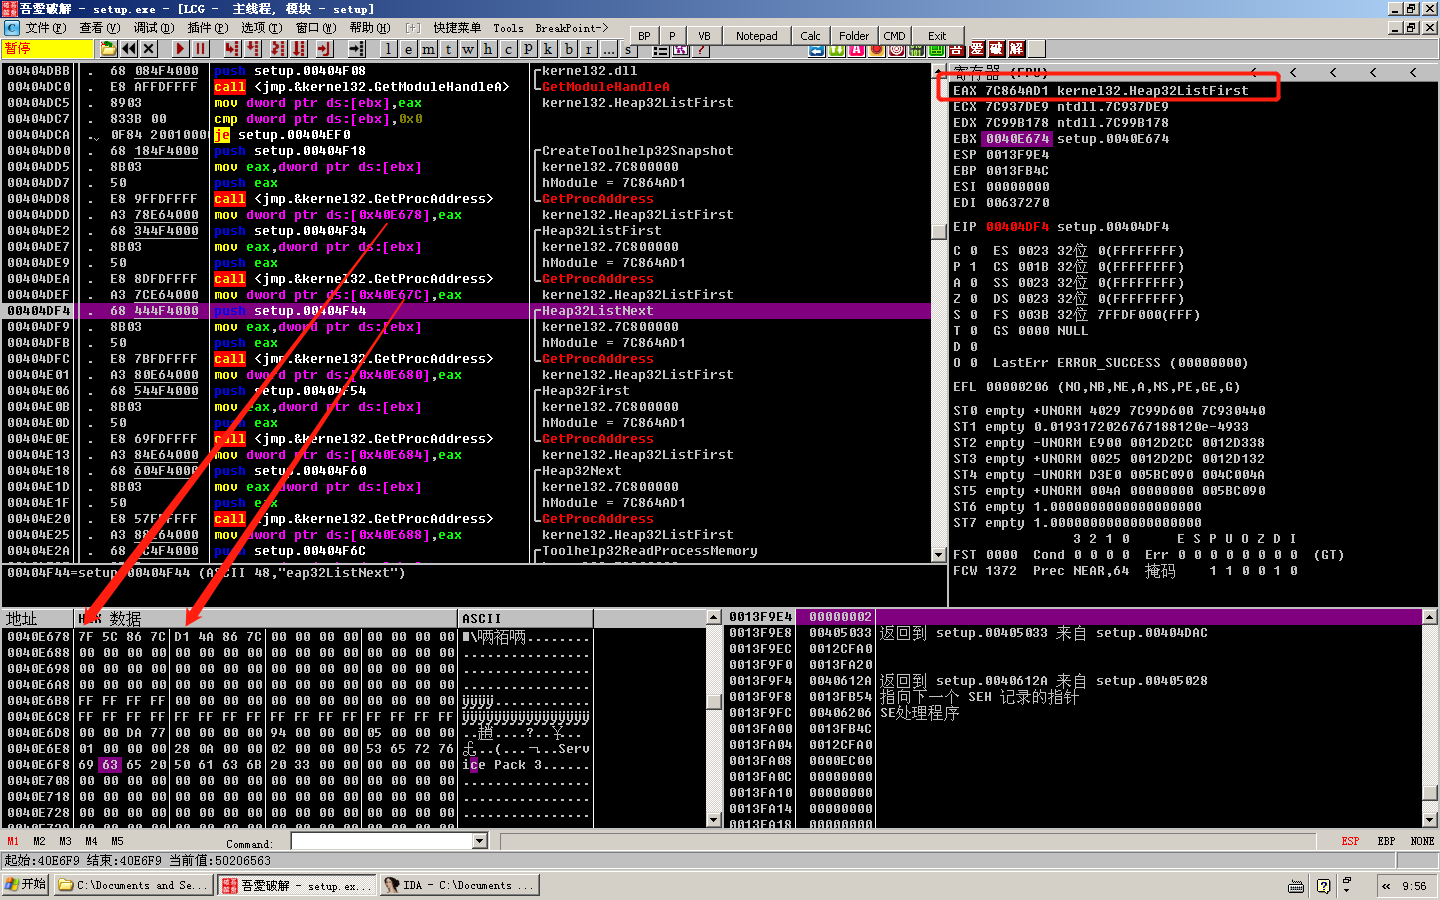 吾爱破解 - setup.exe - [LCG -  主线程, 模块 - setup]
文件(F) 查看(V) 调试(D) 插件(P) 选项(T) 窗口(W) 帮助(H) [+] 快捷菜单 Tools BreakPoint->
BP P VB Notepad Calc Folder CMD Exit
暂停 l e m t w h c p k b r ... s
00404DBB . 68 084F4000 push setup.00404F08 kernel32.dll
00404DC0 . E8 AFFDFFFF call <jmp.&kernel32.GetModuleHandleA> GetModuleHandleA
00404DC5 . 8903 mov dword ptr ds:[ebx],eax kernel32.Heap32ListFirst
00404DC7 . 833B 00 cmp dword ptr ds:[ebx],0x0
00404DCA . 0F84 20010000 je setup.00404EF0
00404DD0 . 68 184F4000 push setup.00404F18 CreateToolhelp32Snapshot
00404DD5 . 8B03 mov eax,dword ptr ds:[ebx] kernel32.7C800000
00404DD7 . 50 push eax hModule = 7C864AD1
00404DD8 . E8 9FFDFFFF call <jmp.&kernel32.GetProcAddress> GetProcAddress
00404DDD . A3 78E64000 mov dword ptr ds:[0x40E678],eax kernel32.Heap32ListFirst
00404DE2 . 68 344F4000 push setup.00404F34 Heap32ListFirst
00404DE7 . 8B03 mov eax,dword ptr ds:[ebx] kernel32.7C800000
00404DE9 . 50 push eax hModule = 7C864AD1
00404DEA . E8 8DFDFFFF call <jmp.&kernel32.GetProcAddress> GetProcAddress
00404DEF . A3 7CE64000 mov dword ptr ds:[0x40E67C],eax kernel32.Heap32ListFirst
00404DF4 . 68 444F4000 push setup.00404F44 Heap32ListNext
00404DF9 . 8B03 mov eax,dword ptr ds:[ebx] kernel32.7C800000
00404DFB . 50 push eax hModule = 7C864AD1
00404DFC . E8 7BFDFFFF call <jmp.&kernel32.GetProcAddress> GetProcAddress
00404E01 . A3 80E64000 mov dword ptr ds:[0x40E680],eax kernel32.Heap32ListFirst
00404E06 . 68 544F4000 push setup.00404F54 Heap32First
00404E0B . 8B03 mov eax,dword ptr ds:[ebx] kernel32.7C800000
00404E0D . 50 push eax hModule = 7C864AD1
00404E0E . E8 69FDFFFF call <jmp.&kernel32.GetProcAddress> GetProcAddress
00404E13 . A3 84E64000 mov dword ptr ds:[0x40E684],eax kernel32.Heap32ListFirst
00404E18 . 68 604F4000 push setup.00404F60 Heap32Next
00404E1D . 8B03 mov eax,dword ptr ds:[ebx] kernel32.7C800000
00404E1F . 50 push eax hModule = 7C864AD1
00404E20 . E8 57FDFFFF call <jmp.&kernel32.GetProcAddress> GetProcAddress
00404E25 . A3 88E64000 mov dword ptr ds:[0x40E688],eax kernel32.Heap32ListFirst
00404E2A . 68 6C4F4000 push setup.00404F6C Toolhelp32ReadProcessMemory
00404F44=setup.00404F44 (ASCII 48,"eap32ListNext")
寄存器 (FPU) < < < < <
EAX 7C864AD1 kernel32.Heap32ListFirst
ECX 7C937DE9 ntdll.7C937DE9
EDX 7C99B178 ntdll.7C99B178
EBX 0040E674 setup.0040E674
ESP 0013F9E4
EBP 0013FB4C
ESI 00000000
EDI 00637270
EIP 00404DF4 setup.00404DF4
C 0 ES 0023 32位 0(FFFFFFFF)
P 1 CS 001B 32位 0(FFFFFFFF)
A 0 SS 0023 32位 0(FFFFFFFF)
Z 0 DS 0023 32位 0(FFFFFFFF)
S 0 FS 003B 32位 7FFDF000(FFF)
T 0 GS 0000 NULL
D 0
O 0 LastErr ERROR_SUCCESS (00000000)
EFL 00000206 (NO,NB,NE,A,NS,PE,GE,G)
ST0 empty +UNORM 4029 7C99D600 7C930440
ST1 empty 0.0193172026767188120e-4933
ST2 empty -UNORM E900 0012D2CC 0012D338
ST3 empty +UNORM 0025 0012D2DC 0012D132
ST4 empty -UNORM D3E0 005BC090 004C004A
ST5 empty +UNORM 004A 00000000 005BC090
ST6 empty 1.0000000000000000000
ST7 empty 1.0000000000000000000
3 2 1 0 E S P U O Z D I
FST 0000 Cond 0 0 0 0 Err 0 0 0 0 0 0 0 0 (GT)
FCW 1372 Prec NEAR,64 掩码 1 1 0 0 1 0
地址 HEX 数据 ASCII
0040E678 7F 5C 86 7C D1 4A 86 7C 00 00 00 00 00 00 00 00
0040E688 00 00 00 00 00 00 00 00 00 00 00 00 00 00 00 00 ................
0040E698 00 00 00 00 00 00 00 00 00 00 00 00 00 00 00 00 ................
0040E6A8 00 00 00 00 00 00 00 00 00 00 00 00 00 00 00 00 ................
0040E6B8 FF FF FF FF 00 00 00 00 00 00 00 00 00 00 00 00 ÿÿÿÿ............
0040E6C8 FF FF FF FF FF FF FF FF FF FF FF FF FF FF FF FF ÿÿÿÿÿÿÿÿÿÿÿÿÿÿÿÿ
0040E6D8 00 00 DA 77 00 00 00 00 94 00 00 00 05 00 00 00
0040E6E8 01 00 00 00 28 0A 00 00 02 00 00 00 53 65 72 76 ...(...Serv
0040E6F8 69 63 65 20 50 61 63 6B 20 33 00 00 00 00 00 00 ice Pack 3......
0040E708 00 00 00 00 00 00 00 00 00 00 00 00 00 00 00 00 ................
0040E718 00 00 00 00 00 00 00 00 00 00 00 00 00 00 00 00 ................
0040E728 00 00 00 00 00 00 00 00 00 00 00 00 00 00 00 00 ................
0013F9E4 00000002
0013F9E8 00405033 返回到 setup.00405033 来自 setup.00404DAC
0013F9EC 0012CFA0
0013F9F0 0013FA20
0013F9F4 0040612A 返回到 setup.0040612A 来自 setup.00405028
0013F9F8 0013FB54 指向下一个 SEH 记录的指针
0013F9FC 00406206 SE处理程序
0013FA00 0013FB4C
0013FA04 0012CFA0
0013FA08 0000EC00
0013FA0C 00000000
0013FA10 00000000
0013FA14 00000000
0013FA18 00000000
M1 M2 M3 M4 M5 Command: ESP EBP NONE
起始:40E6F9 结束:40E6F9 当前值:50206563
开始 C:\Documents and Se... 吾爱破解 - setup.ex... IDA - C:\Documents ... « 9:56